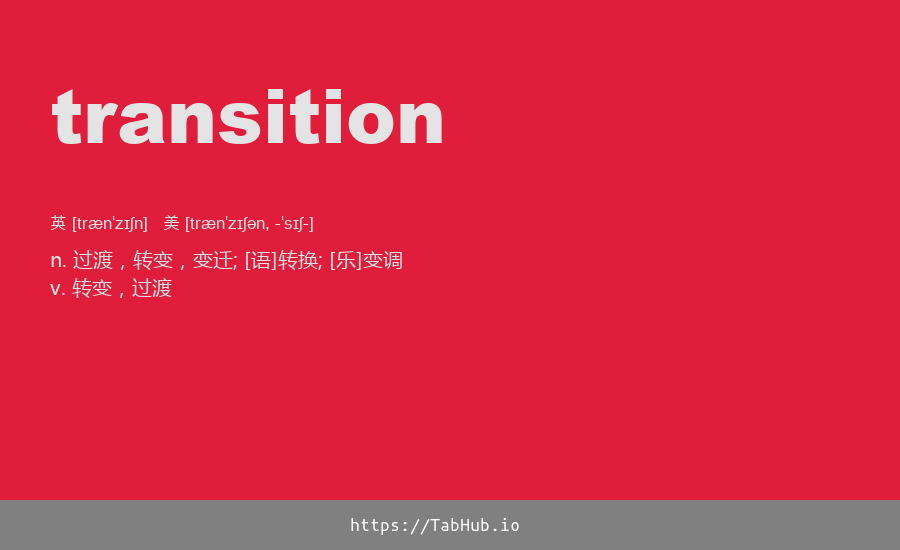 transition
英 [træn'zɪʃn]   美 [træn'zɪʃən, -'sɪʃ-]
n. 过渡，转变，变迁; [语]转换; [乐]变调
v. 转变，过渡
https://TabHub.io